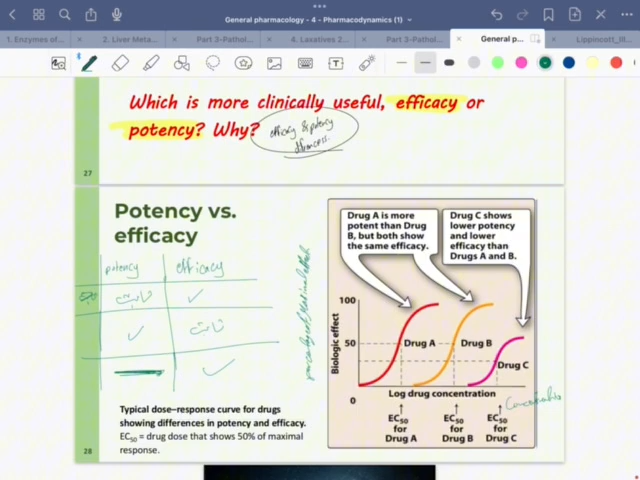 General pharmacology - 4 - Pharmacodynamics (1)
1. Enzymes of...
2. Liver Meta...
Part 3-Pathol...
4. Laxatives 2...
Part 3-Pathol...
General p...
Lippincott_Ill...
Which is more clinically useful, efficacy or
potency? Why?
efficacy & potency
27
Potency vs.
efficacy
potency efficacy
ثابت
ثابت
Drug A is more
potent than Drug
B, but both show
the same efficacy.
Drug C shows
lower potency
and lower
efficacy than
Drugs A and B.
Biologic effect
100
50
0
Drug A
Drug B
Drug C
Log drug concentration
EC50
for
Drug A
EC50
for
Drug B
EC50
for
Drug C
Typical dose–response curve for drugs
showing differences in potency and efficacy.
EC50 = drug dose that shows 50% of maximal
response.
28